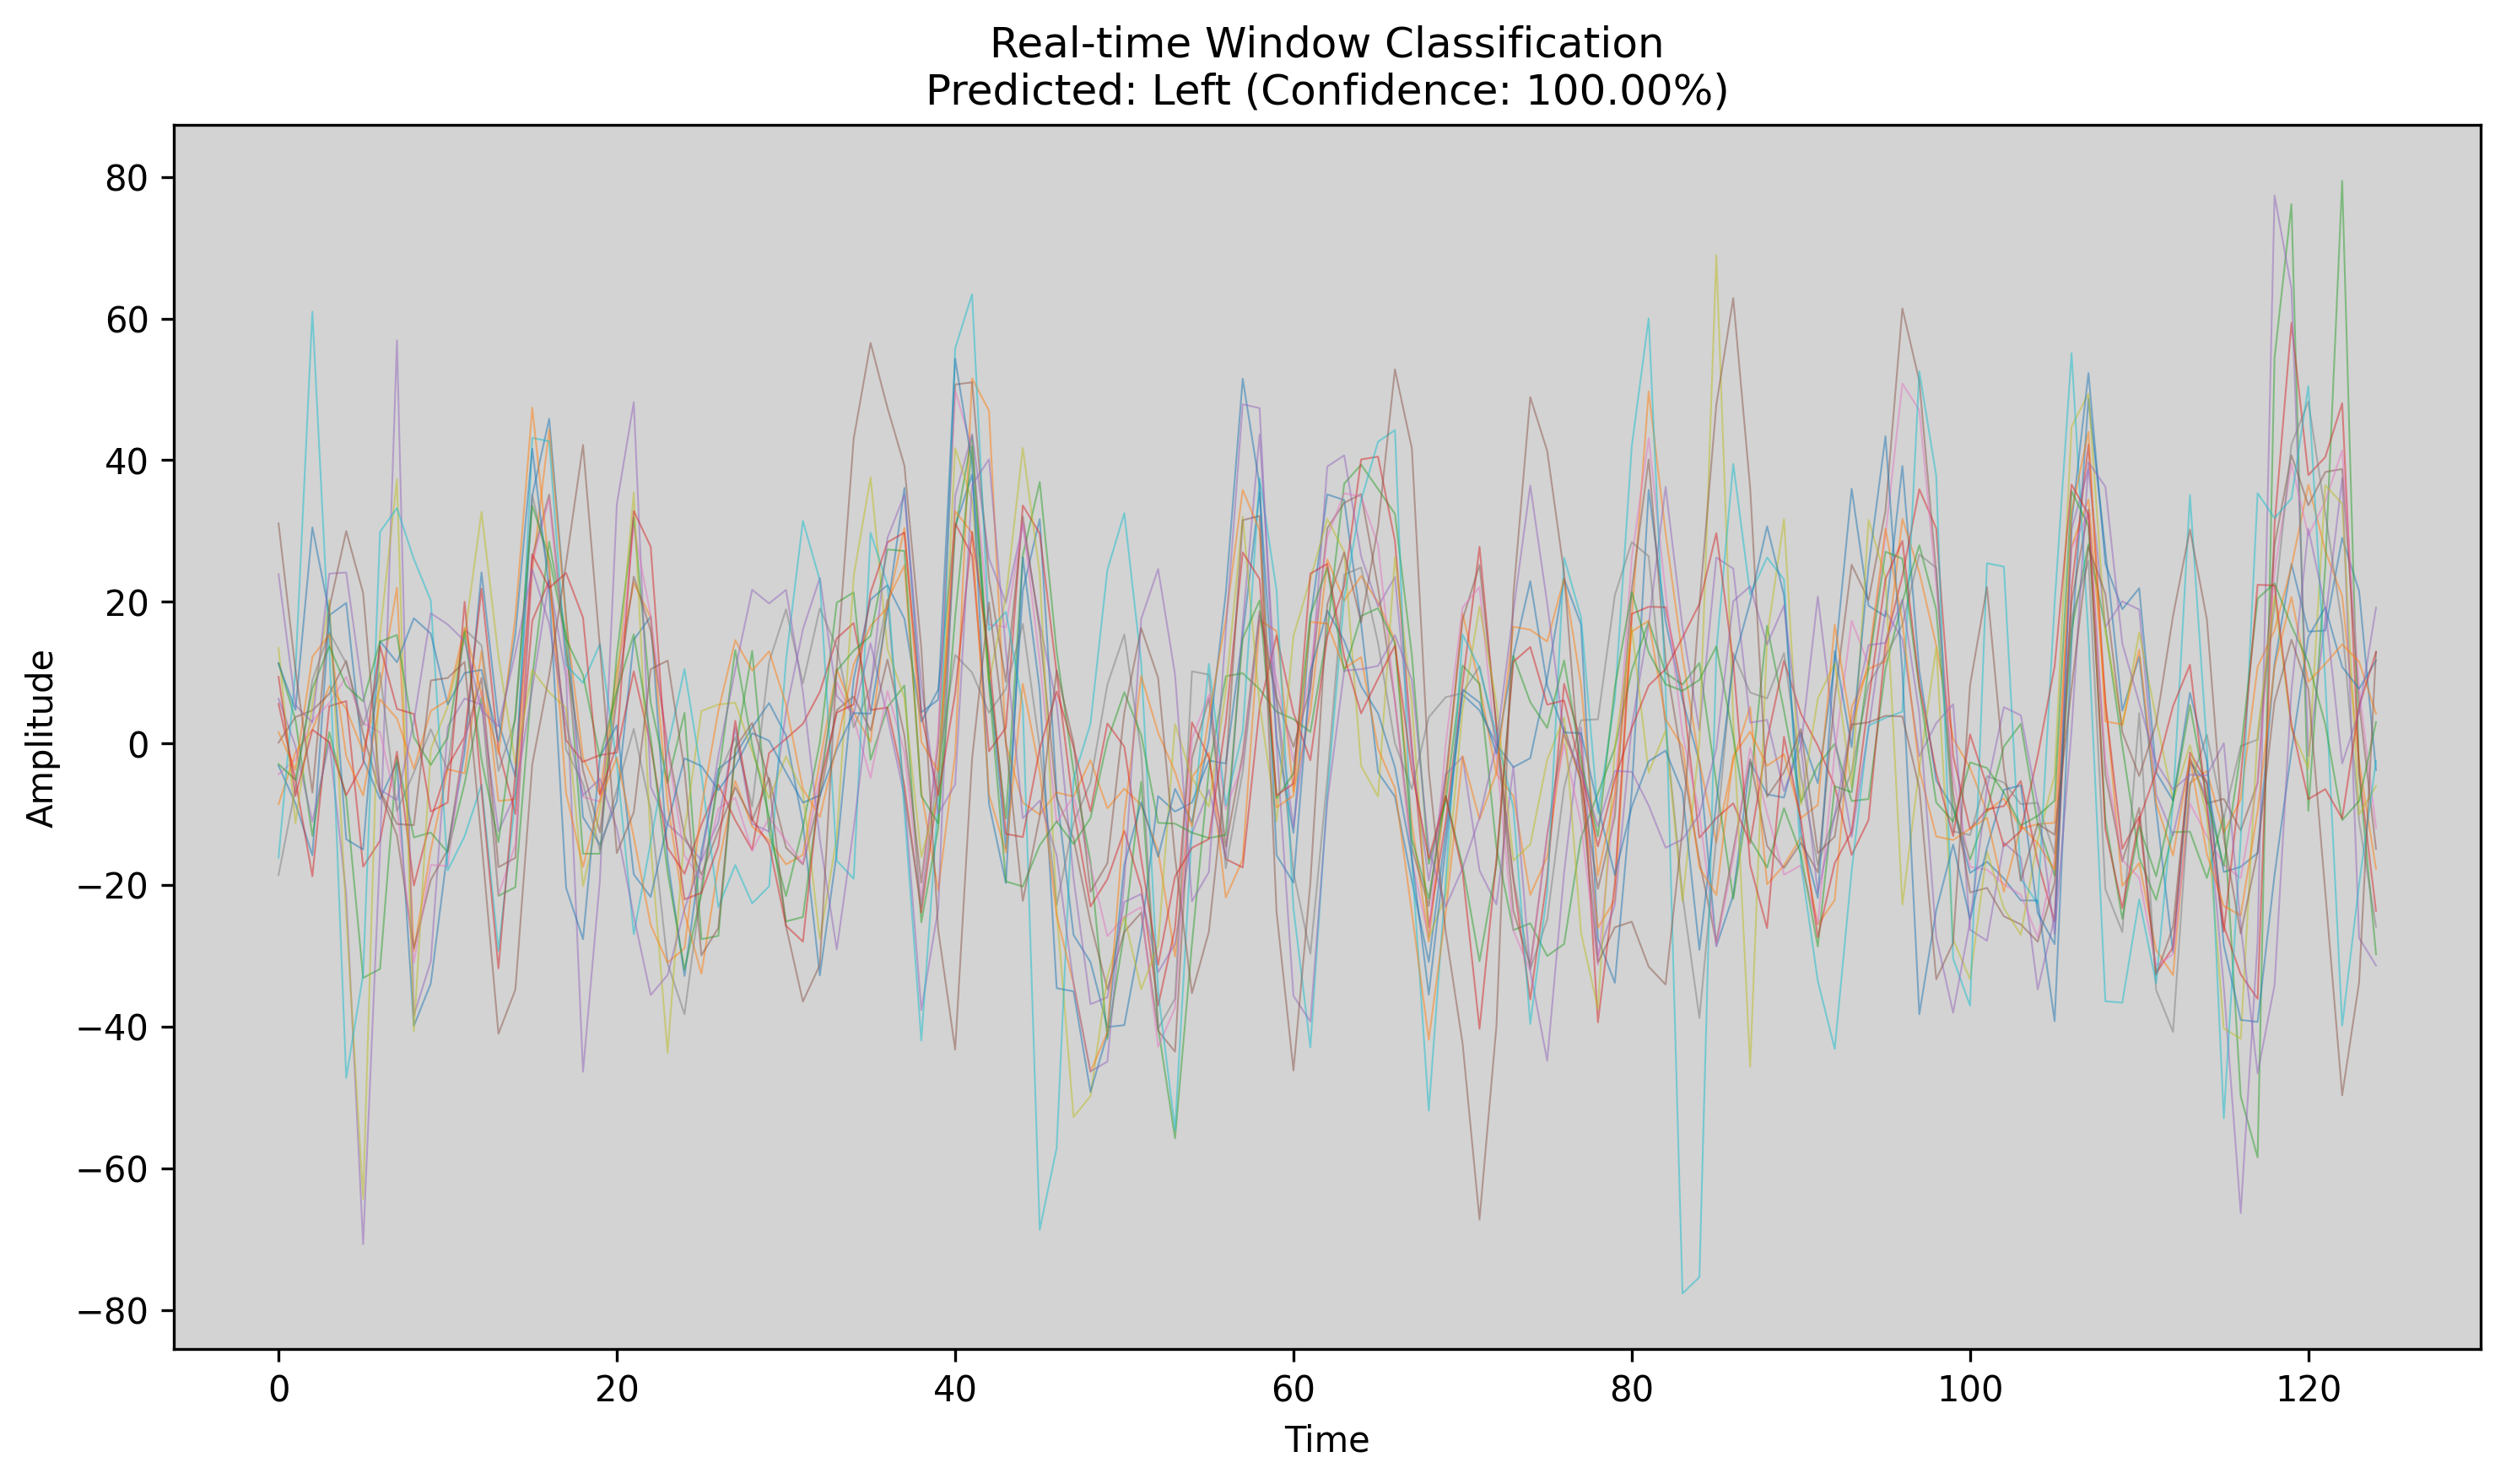 Real-time Window Classification
Predicted: Left (Confidence: 100.00%)
80
60
40
20
0
−20
−40
−60
−80
Amplitude
0 20 40 60 80 100 120
Time